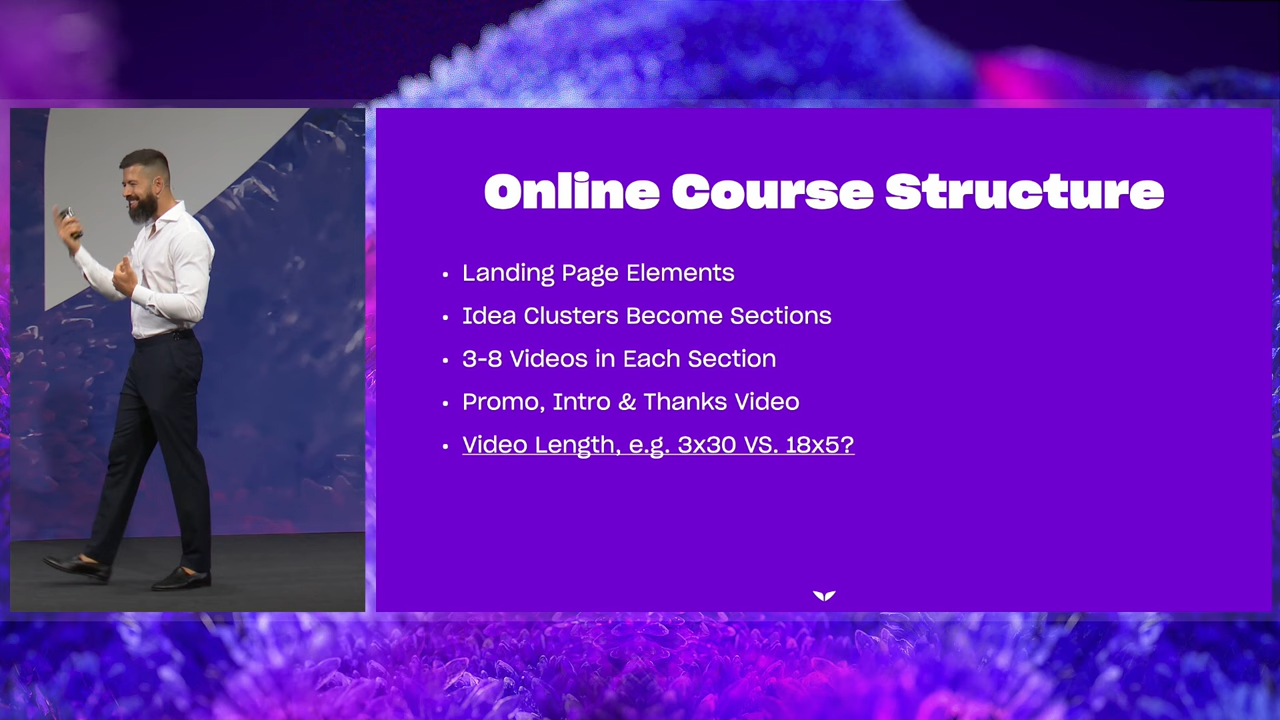 Online Course Structure
• Landing Page Elements
• Idea Clusters Become Sections
• 3-8 Videos in Each Section
• Promo, Intro & Thanks Video
• Video Length, e.g. 3x30 VS. 18x5?